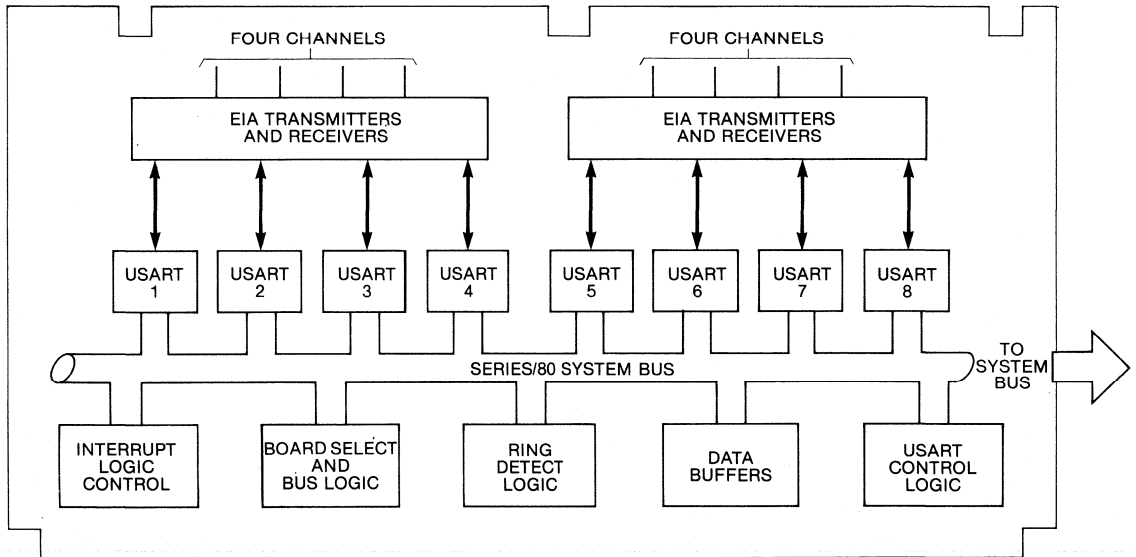 FOUR CHANNELS
FOUR CHANNELS
EIA TRANSMITTERS
AND RECEIVERS
EIA TRANSMITTERS
AND RECEIVERS
USART
1
USART
2
USART
3
USART
4
USART
5
USART
6
USART
7
USART
8
SERIES/80 SYSTEM BUS
TO
SYSTEM
BUS
INTERRUPT
LOGIC
CONTROL
BOARD SELECT
AND
BUS LOGIC
RING
DETECT
LOGIC
DATA
BUFFERS
USART
CONTROL
LOGIC